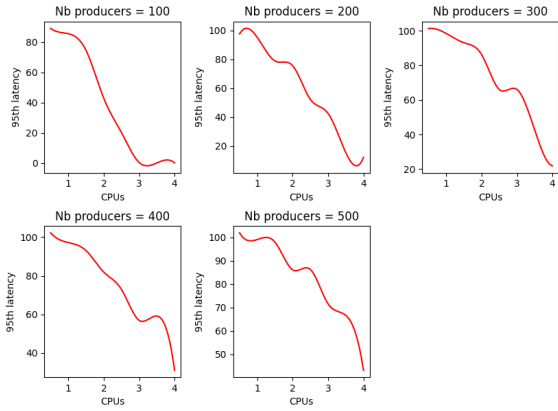 Nb producers = 100
95th latency
80
60
40
20
0
1 2 3 4
CPUs
Nb producers = 200
95th latency
100
80
60
40
20
1 2 3 4
CPUs
Nb producers = 300
95th latency
100
80
60
40
20
1 2 3 4
CPUs
Nb producers = 400
95th latency
100
80
60
40
1 2 3 4
CPUs
Nb producers = 500
95th latency
100
90
80
70
60
50
1 2 3 4
CPUs